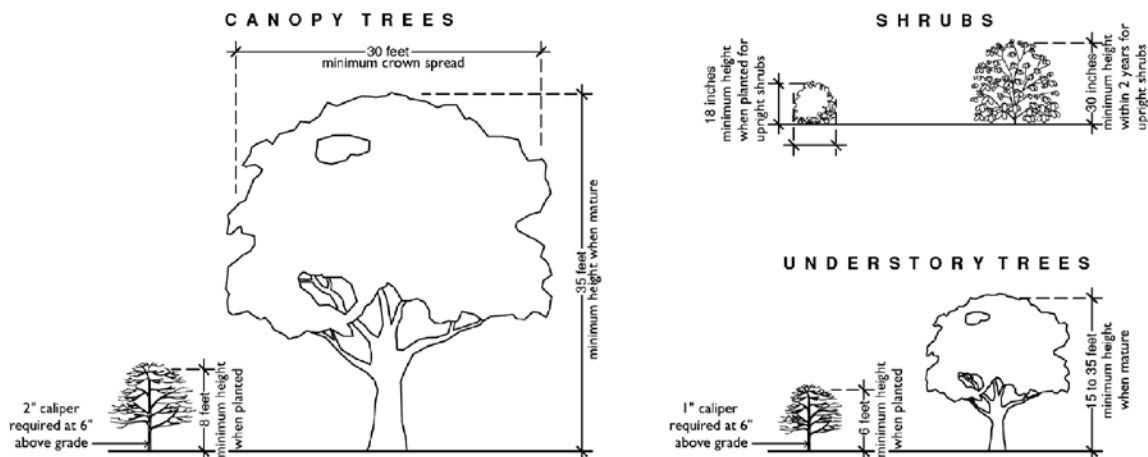 CANOPY TREES
30 feet
minimum crown spread
35 feet
minimum height when mature
2" caliper
required at 6"
above grade
8 feet
minimum height
when planted
SHRUBS
18 inches
minimum height
when planted for
upright shrubs
30 inches
minimum height
within 2 years for
upright shrubs
UNDERSTORY TREES
1" caliper
required at 6"
above grade
6 feet
minimum height
when planted
15 to 35 feet
minimum height
when mature